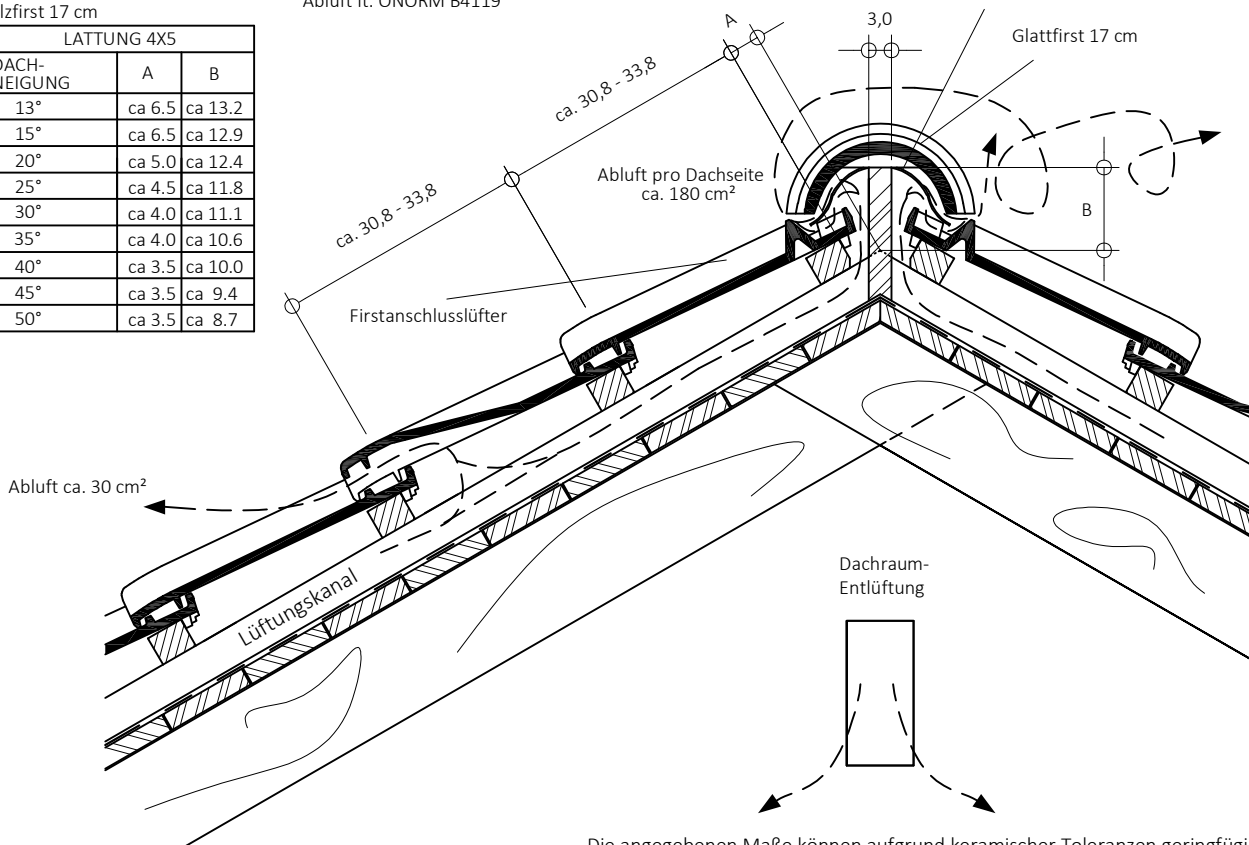 lzfirst 17 cm
LATTUNG 4X5
DACH-
NEIGUNG A B
13° ca 6.5 ca 13.2
15° ca 6.5 ca 12.9
20° ca 5.0 ca 12.4
25° ca 4.5 ca 11.8
30° ca 4.0 ca 11.1
35° ca 4.0 ca 10.6
40° ca 3.5 ca 10.0
45° ca 3.5 ca 9.4
50° ca 3.5 ca 8.7
Abluft lt. ÖNORM B4119
A
3,0
Glattfirst 17 cm
ca. 30,8 - 33,8
ca. 30,8 - 33,8
Abluft pro Dachseite
ca. 180 cm²
B
Firstanschlusslüfter
Abluft ca. 30 cm²
Lüftungskanal
Dachraum-
Entlüftung
Die angegebenen Maße können aufgrund keramischer Toleranzen geringfügi